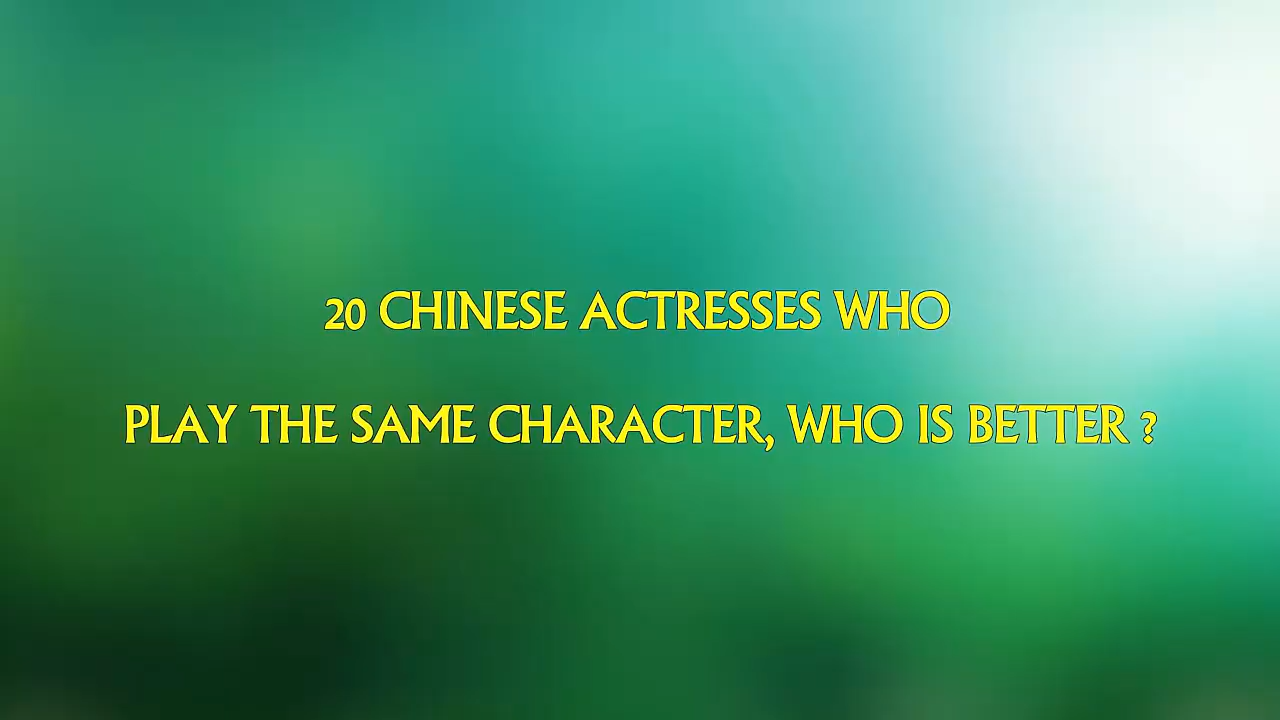 20 CHINESE ACTRESSES WHO
PLAY THE SAME CHARACTER, WHO IS BETTER ?